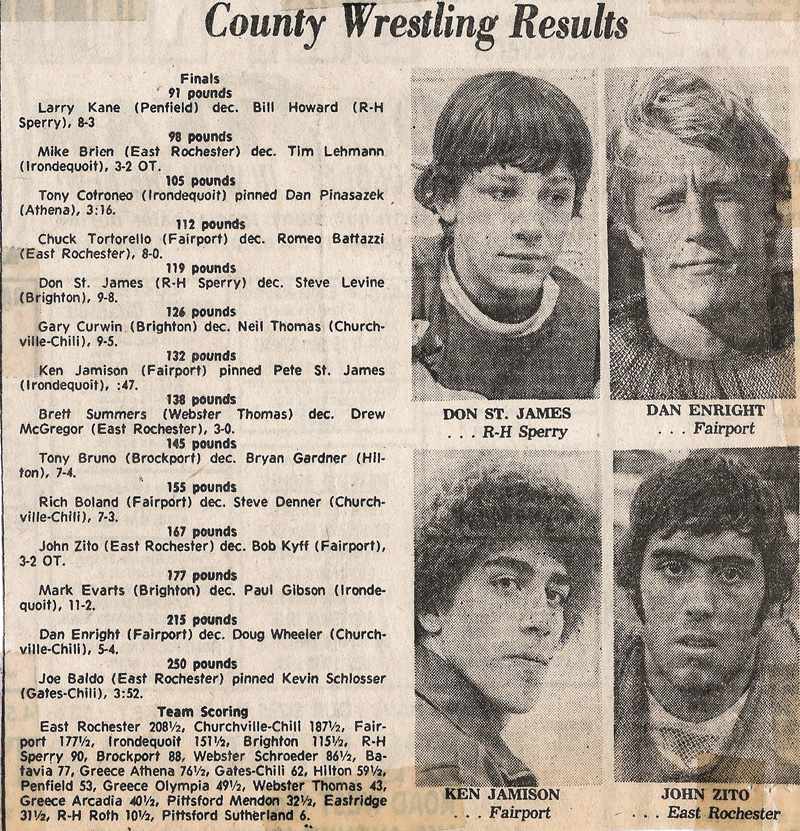 County Wrestling Results
Finals
91 pounds
Larry Kane (Penfield) dec. Bill Howard (R-H
Sperry), 8-3
98 pounds
Mike Brien (East Rochester) dec. Tim Lehmann
(Irondequoit), 3-2 OT.
105 pounds
Tony Cotroneo (Irondequoit) pinned Dan Pinasazek
(Athena), 3:16.
112 pounds
Chuck Tortorello (Fairport) dec. Romeo Battazzi
(East Rochester), 8-0.
119 pounds
Don St. James (R-H Sperry) dec. Steve Levine
(Brighton), 9-8.
126 pounds
Gary Curwin (Brighton) dec. Neil Thomas (Church-
ville-Chili), 9-5.
132 pounds
Ken Jamison (Fairport) pinned Pete St. James
(Irondequoit), :47.
138 pounds
Brett Summers (Webster Thomas) dec. Drew
McGregor (East Rochester), 3-0.
145 pounds
Tony Bruno (Brockport) dec. Bryan Gardner (Hil-
ton), 7-4.
155 pounds
Rich Boland (Fairport) dec. Steve Denner (Church-
ville-Chili), 7-3.
167 pounds
John Zito (East Rochester) dec. Bob Kyff (Fairport),
3-2 OT.
177 pounds
Mark Evarts (Brighton) dec. Paul Gibson (Ironde-
quoit), 11-2.
215 pounds
Dan Enright (Fairport) dec. Doug Wheeler (Church-
ville-Chili), 5-4.
250 pounds
Joe Baldo (East Rochester) pinned Kevin Schlosser
(Gates-Chili), 3:52.
Team Scoring
East Rochester 208½, Churchville-Chili 187½, Fair-
port 177½, Irondequoit 151½, Brighton 115½, R-H
Sperry 90, Brockport 88, Webster Schroeder 86½, Ba-
tavia 77, Greece Athena 76½, Gates-Chili 62, Hilton 59½,
Penfield 53, Greece Olympia 49½, Webster Thomas 43,
Greece Arcadia 40½, Pittsford Mendon 32½, Eastridge
31½, R-H Roth 10½, Pittsford Sutherland 6.
DON ST. JAMES
. . . R-H Sperry
DAN ENRIGHT
. . . Fairport
KEN JAMISON
. . . Fairport
JOHN ZITO
. . . East Rochester